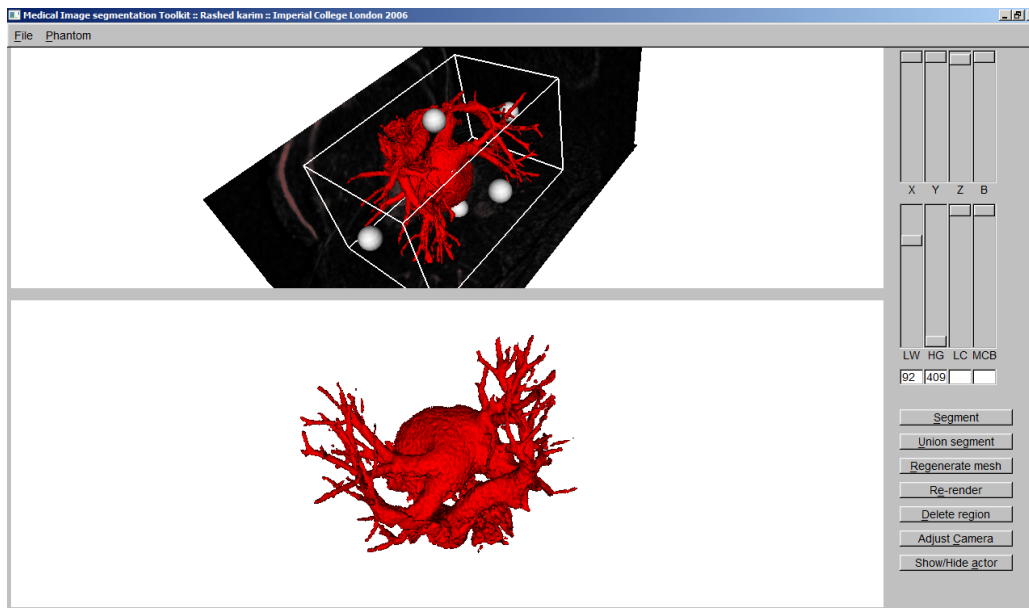 Medical Image segmentation Toolkit :: Rashed karim :: Imperial College London 2006
File Phantom
X Y Z B
LW HG LC MCB
92 409
Segment
Union segment
Regenerate mesh
Re-render
Delete region
Adjust Camera
Show/Hide actor